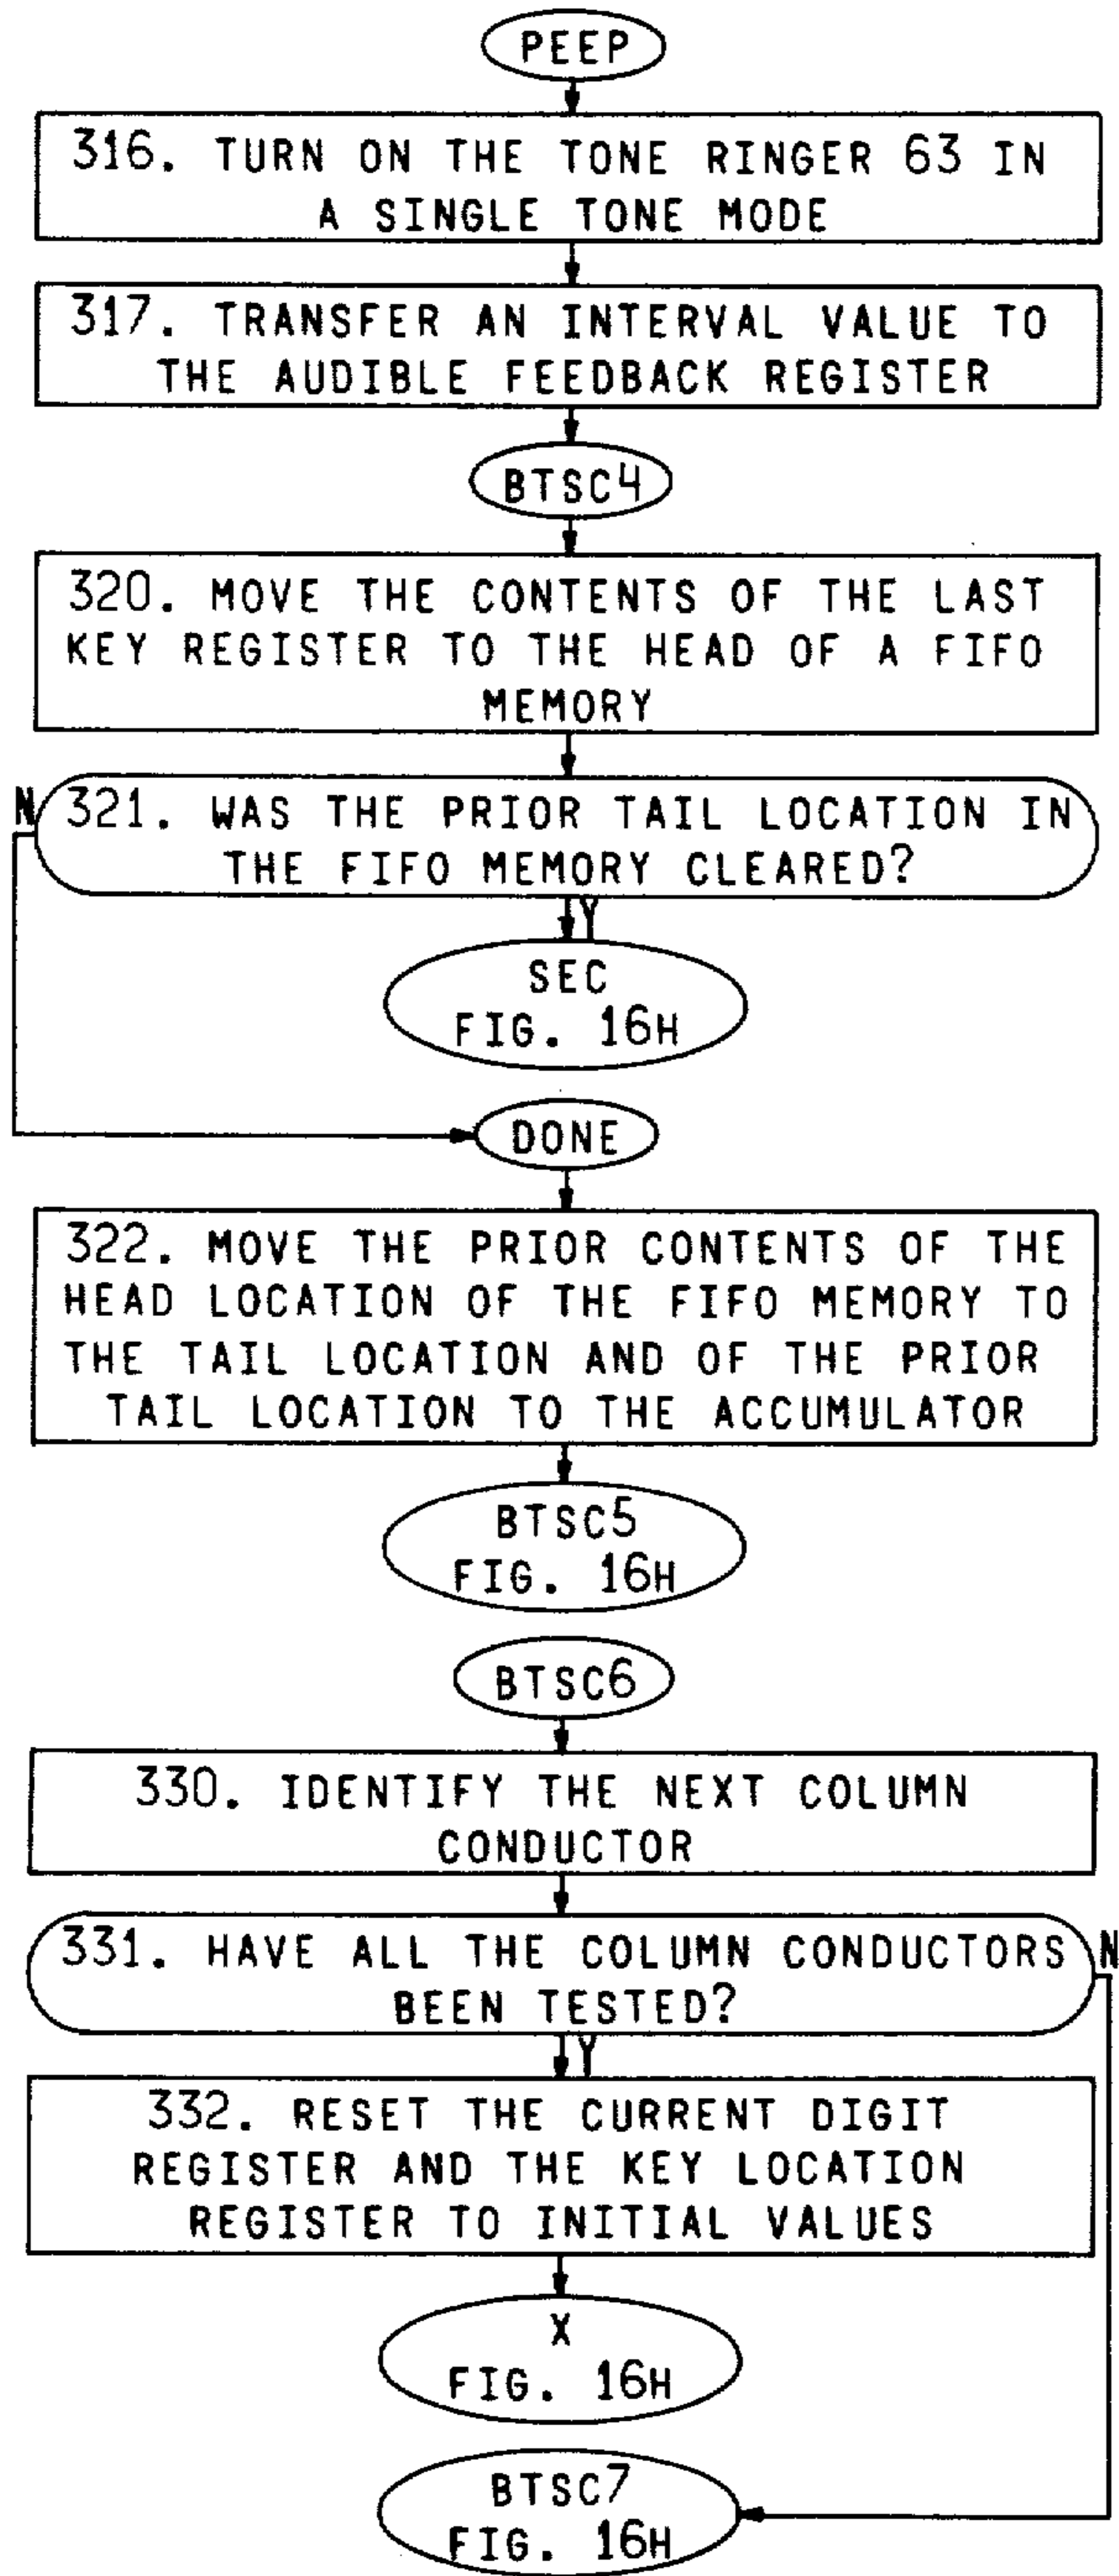 PEEP
316. TURN ON THE TONE RINGER 63 IN
A SINGLE TONE MODE
317. TRANSFER AN INTERVAL VALUE TO
THE AUDIBLE FEEDBACK REGISTER
BTSC4
320. MOVE THE CONTENTS OF THE LAST
KEY REGISTER TO THE HEAD OF A FIFO
MEMORY
N
321. WAS THE PRIOR TAIL LOCATION IN
THE FIFO MEMORY CLEARED?
Y
SEC
FIG. 16H
DONE
322. MOVE THE PRIOR CONTENTS OF THE
HEAD LOCATION OF THE FIFO MEMORY TO
THE TAIL LOCATION AND OF THE PRIOR
TAIL LOCATION TO THE ACCUMULATOR
BTSC5
FIG. 16H
BTSC6
330. IDENTIFY THE NEXT COLUMN
CONDUCTOR
331. HAVE ALL THE COLUMN CONDUCTORS
BEEN TESTED?
N
Y
332. RESET THE CURRENT DIGIT
REGISTER AND THE KEY LOCATION
REGISTER TO INITIAL VALUES
X
FIG. 16H
BTSC7
FIG. 16H